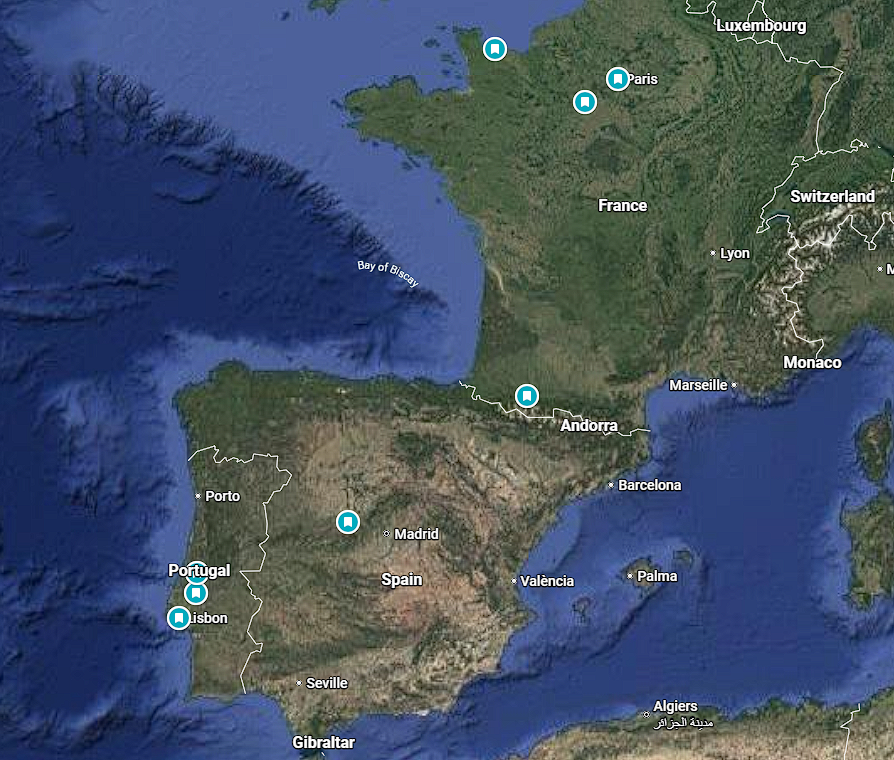 Luxembourg
Paris
Switzerland
France
Lyon
Bay of Biscay
M
Monaco
Marseille
Andorra
Barcelona
Porto
Madrid
Portugal
Spain
València
Palma
Lisbon
Seville
Algiers
مدينة الجزائر
Gibraltar